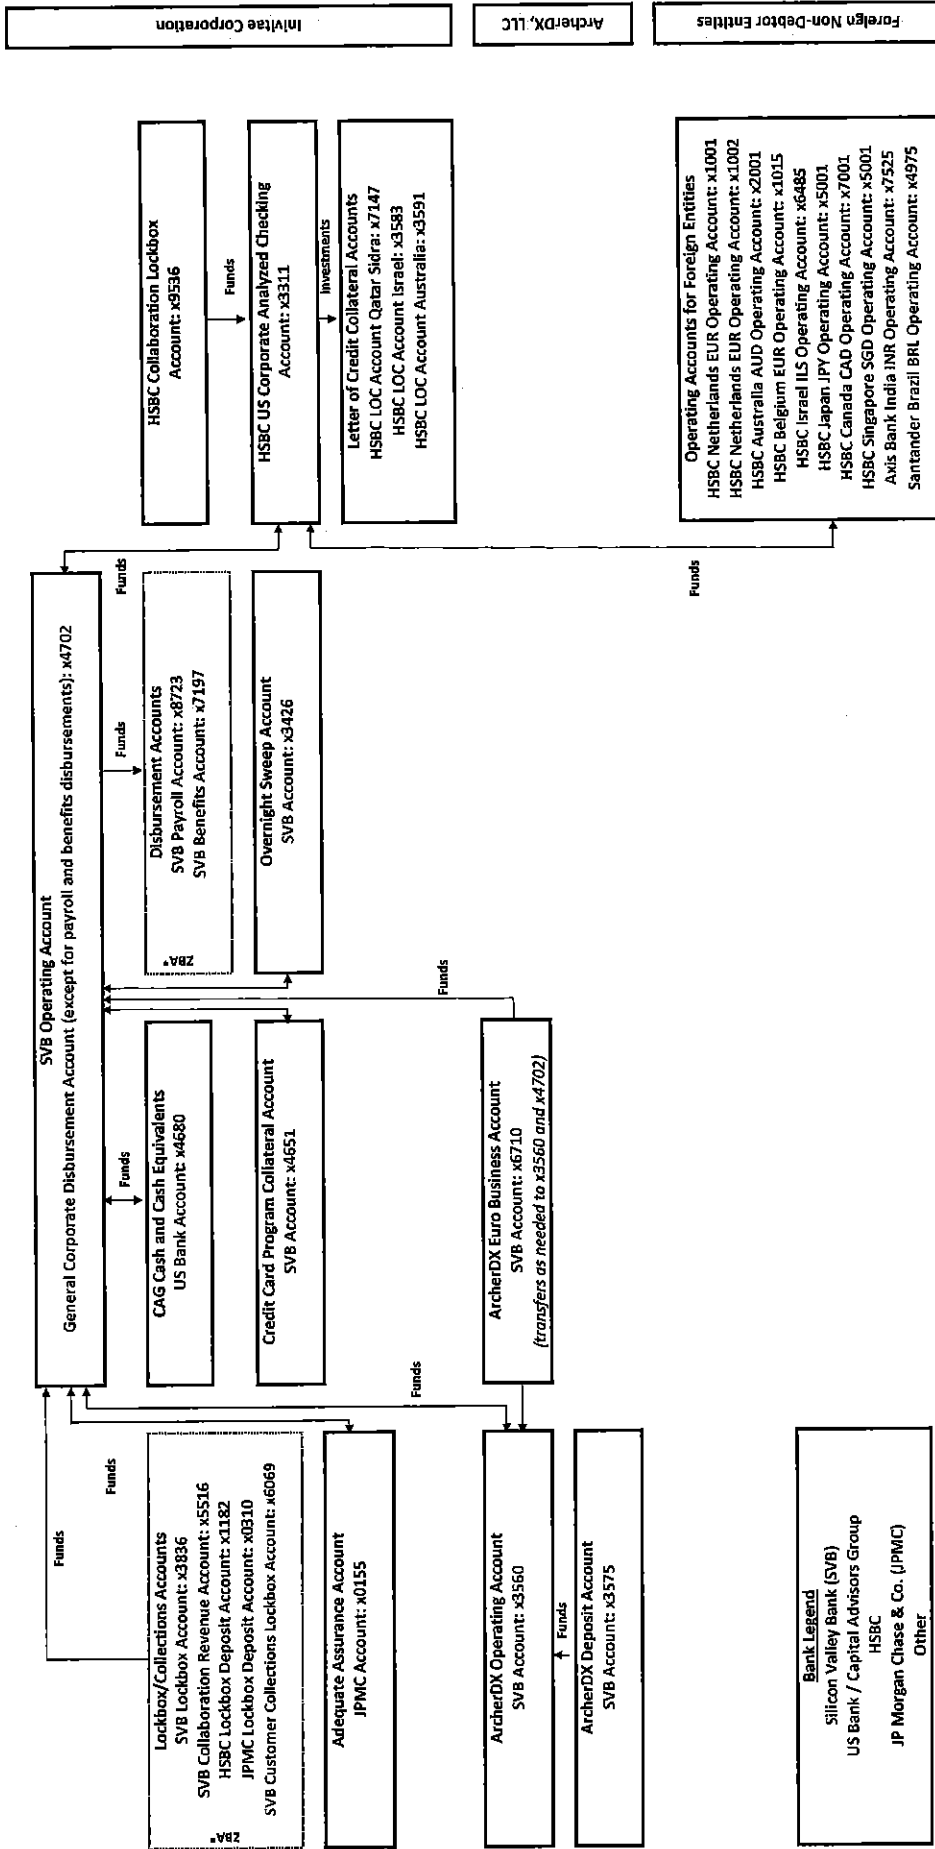 SVB Operating Account
General Corporate Disbursement Account (except for payroll and benefits disbursements): x4702
Funds
Funds
Funds
Funds
Funds
ZBA*
Lockbox/Collections Accounts
SVB Lockbox Account: x3836
SVB Collaboration Revenue Account: x5516
HSBC Lockbox Deposit Account: x1182
JPMC Lockbox Deposit Account: x0310
SVB Customer Collections Lockbox Account: x6069
CAG Cash and Cash Equivalents
US Bank Account: x4680
ZBA*
Disbursement Accounts
SVB Payroll Account: x8723
SVB Benefits Account: x7197
HSBC Collaboration Lockbox
Account: x9536
Funds
Credit Card Program Collateral Account
SVB Account: x4651
Overnight Sweep Account
SVB Account: x3426
HSBC US Corporate Analyzed Checking
Account: x3311
Investments
Adequate Assurance Account
JPMC Account: x0155
Letter of Credit Collateral Accounts
HSBC LOC Account Qatar Sidra: x7147
HSBC LOC Account Israel: x3583
HSBC LOC Account Australia: x3591
Inivitae Corporation
Funds
Funds
ArcherDX Operating Account
SVB Account: x3560
Funds
ArcherDX Deposit Account
SVB Account: x3575
ArcherDX Euro Business Account
SVB Account: x6710
(transfers as needed to x3560 and x4702)
ArcherDX, LLC
Funds
Operating Accounts for Foreign Entities
HSBC Netherlands EUR Operating Account: x1001
HSBC Netherlands EUR Operating Account: x1002
HSBC Australia AUD Operating Account: x2001
HSBC Belgium EUR Operating Account: x1015
HSBC Israel ILS Operating Account: x6485
HSBC Japan JPY Operating Account: x5001
HSBC Canada CAD Operating Account: x7001
HSBC Singapore SGD Operating Account: x5001
Axis Bank India INR Operating Account: x7525
Santander Brazil BRL Operating Account: x4975
Foreign Non-Debtor Entities
Bank Legend
Silicon Valley Bank (SVB)
US Bank / Capital Advisors Group
HSBC
JP Morgan Chase & Co. (JPMC)
Other